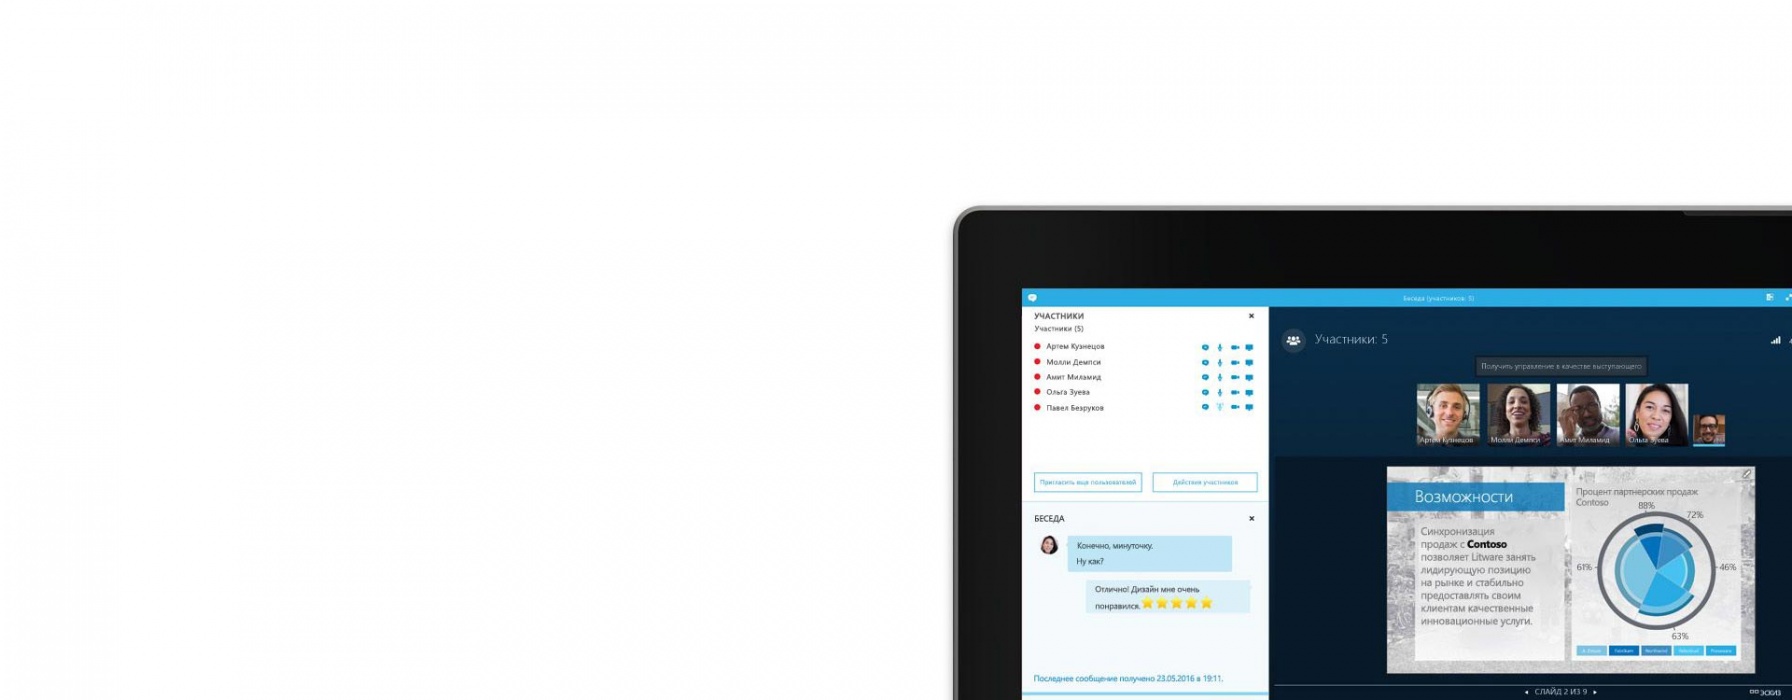 Беседа (участников: 5)
УЧАСТНИКИ
Участники (5)
Артем Кузнецов
Молли Демпси
Амит Миламид
Ольга Зуева
Павел Безруков
Пригласить еще пользователей
Действия участников
БЕСЕДА
Конечно, минуточку.
Ну как?
Отлично! Дизайн мне очень
понравился.
Последнее сообщение получено 23.05.2016 в 19:11.
Участники: 5
Получить управление в качестве выступающего
Артем Кузнецов
Молли Демпси
Амит Миламид
Ольга Зуева
Возможности
Синхронизация
продаж с Contoso
позволяет Litware занять
лидирующую позицию
на рынке и стабильно
предоставлять своим
клиентам качественные
инновационные услуги.
Процент партнерских продаж
Contoso
88%
72%
61%
46%
63%
СЛАЙД 2 ИЗ 9
ЭСКИЗ